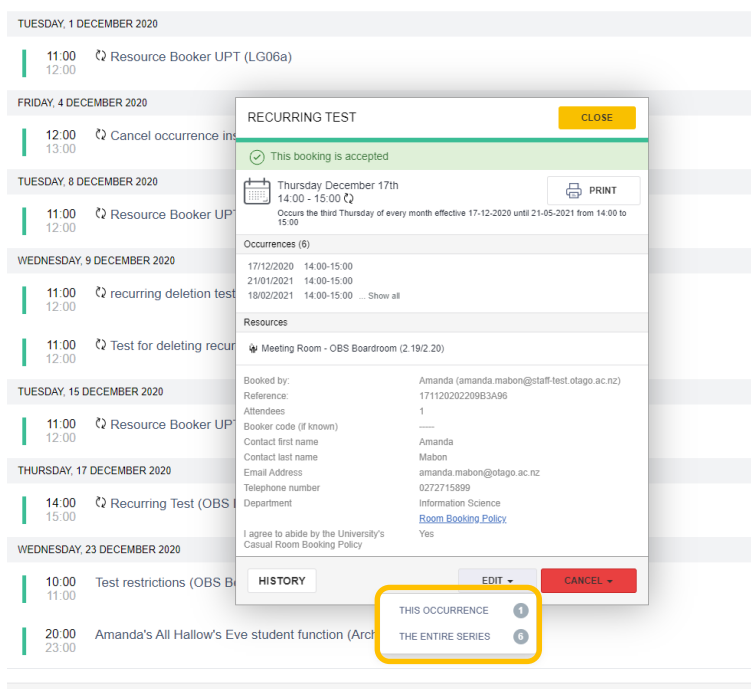 TUESDAY, 1 DECEMBER 2020
11:00 Resource Booker UPT (LG06a)
12:00
FRIDAY, 4 DECEMBER 2020
12:00 Cancel occurrence ins
13:00
TUESDAY, 8 DECEMBER 2020
11:00 Resource Booker UPT
12:00
WEDNESDAY, 9 DECEMBER 2020
11:00 recurring deletion test
12:00
11:00 Test for deleting recur
12:00
TUESDAY, 15 DECEMBER 2020
11:00 Resource Booker UPT
12:00
THURSDAY, 17 DECEMBER 2020
14:00 Recurring Test (OBS
15:00
WEDNESDAY, 23 DECEMBER 2020
10:00 Test restrictions (OBS Bo
11:00
20:00 Amanda's All Hallow's Eve student function (Arch
23:00
RECURRING TEST
CLOSE
This booking is accepted
Thursday December 17th
14:00 - 15:00
PRINT
Occurs the third Thursday of every month effective 17-12-2020 until 21-05-2021 from 14:00 to
15:00
Occurrences (6)
17/12/2020 14:00-15:00
21/01/2021 14:00-15:00
18/02/2021 14:00-15:00 ... Show all
Resources
Meeting Room - OBS Boardroom (2.19/2.20)
Booked by: Amanda (amanda.mabon@staff-test.otago.ac.nz)
Reference: 171120202209B3A96
Attendees 1
Booker code (if known) -----
Contact first name Amanda
Contact last name Mabon
Email Address amanda.mabon@otago.ac.nz
Telephone number 0272715899
Department Information Science
Room Booking Policy
I agree to abide by the University's Yes
Casual Room Booking Policy
HISTORY EDIT CANCEL
THIS OCCURRENCE 1
THE ENTIRE SERIES 6